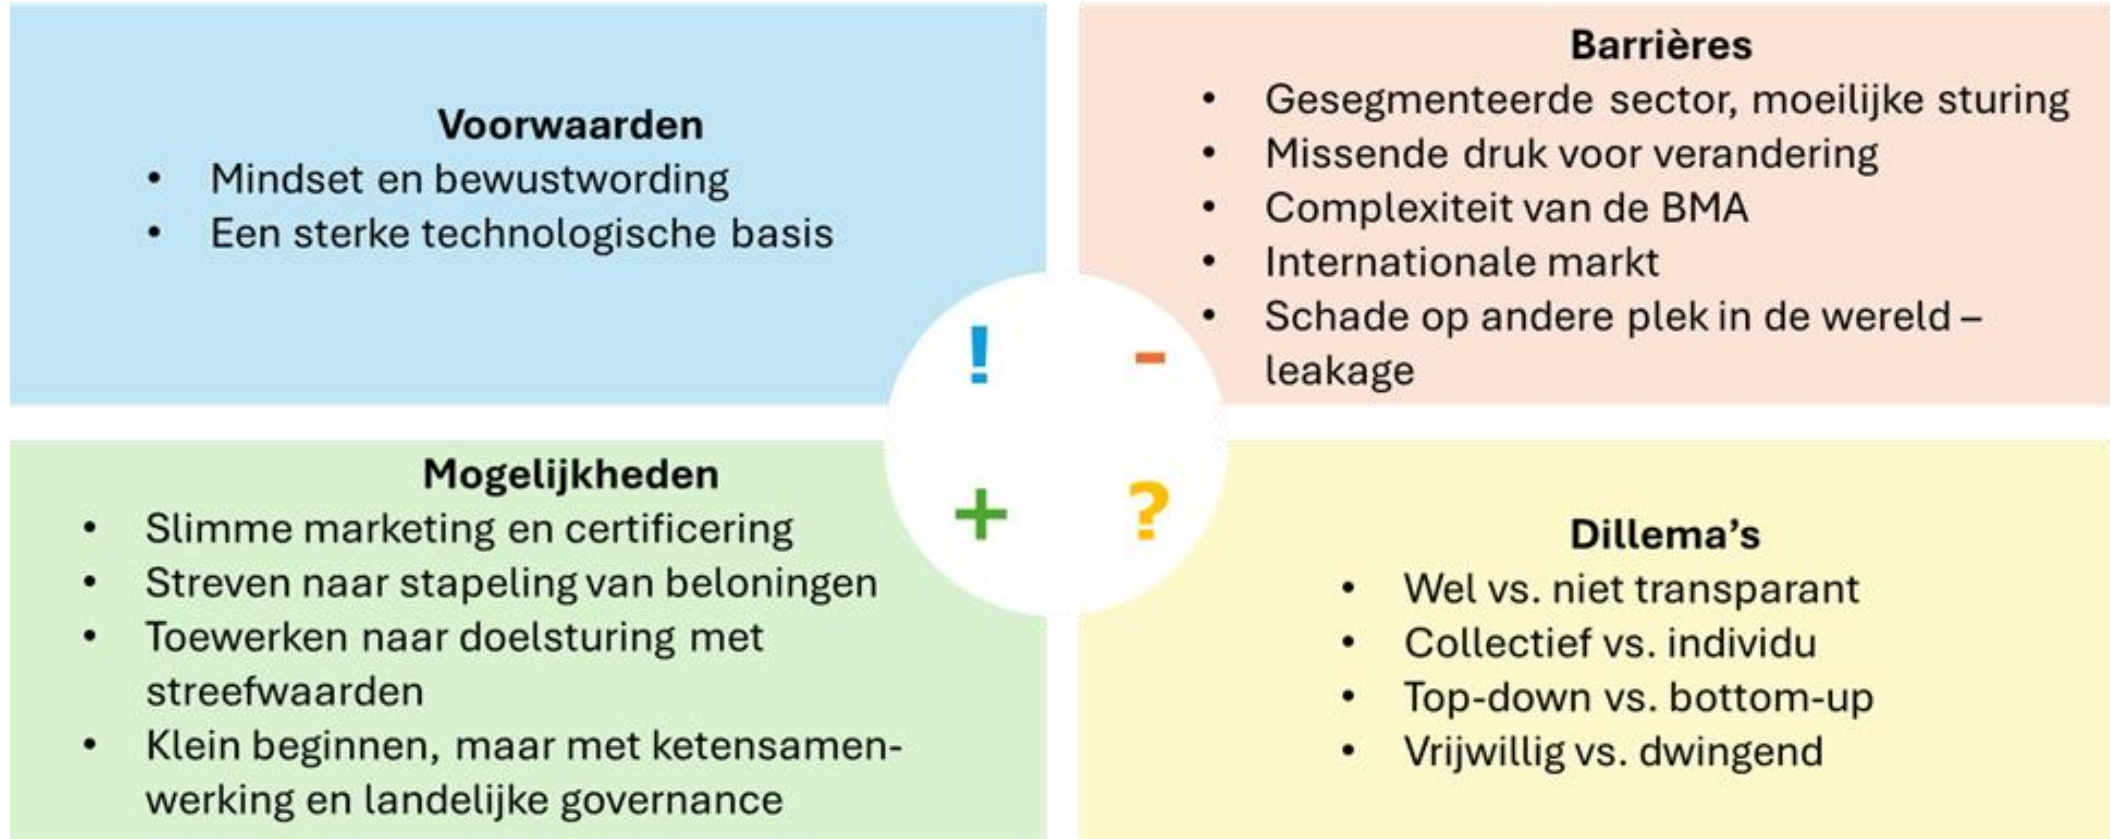 Voorwaarden
• Mindset en bewustwording
• Een sterke technologische basis
Barrières
• Gesegmenteerde sector, moeilijke sturing
• Missende druk voor verandering
• Complexiteit van de BMA
• Internationale markt
• Schade op andere plek in de wereld –
leakage
! -
+ ?
Mogelijkheden
• Slimme marketing en certificering
• Streven naar stapeling van beloningen
• Toewerken naar doelsturing met
streefwaarden
• Klein beginnen, maar met ketensamen-
werking en landelijke governance
Dillema’s
• Wel vs. niet transparant
• Collectief vs. individu
• Top-down vs. bottom-up
• Vrijwillig vs. dwingend